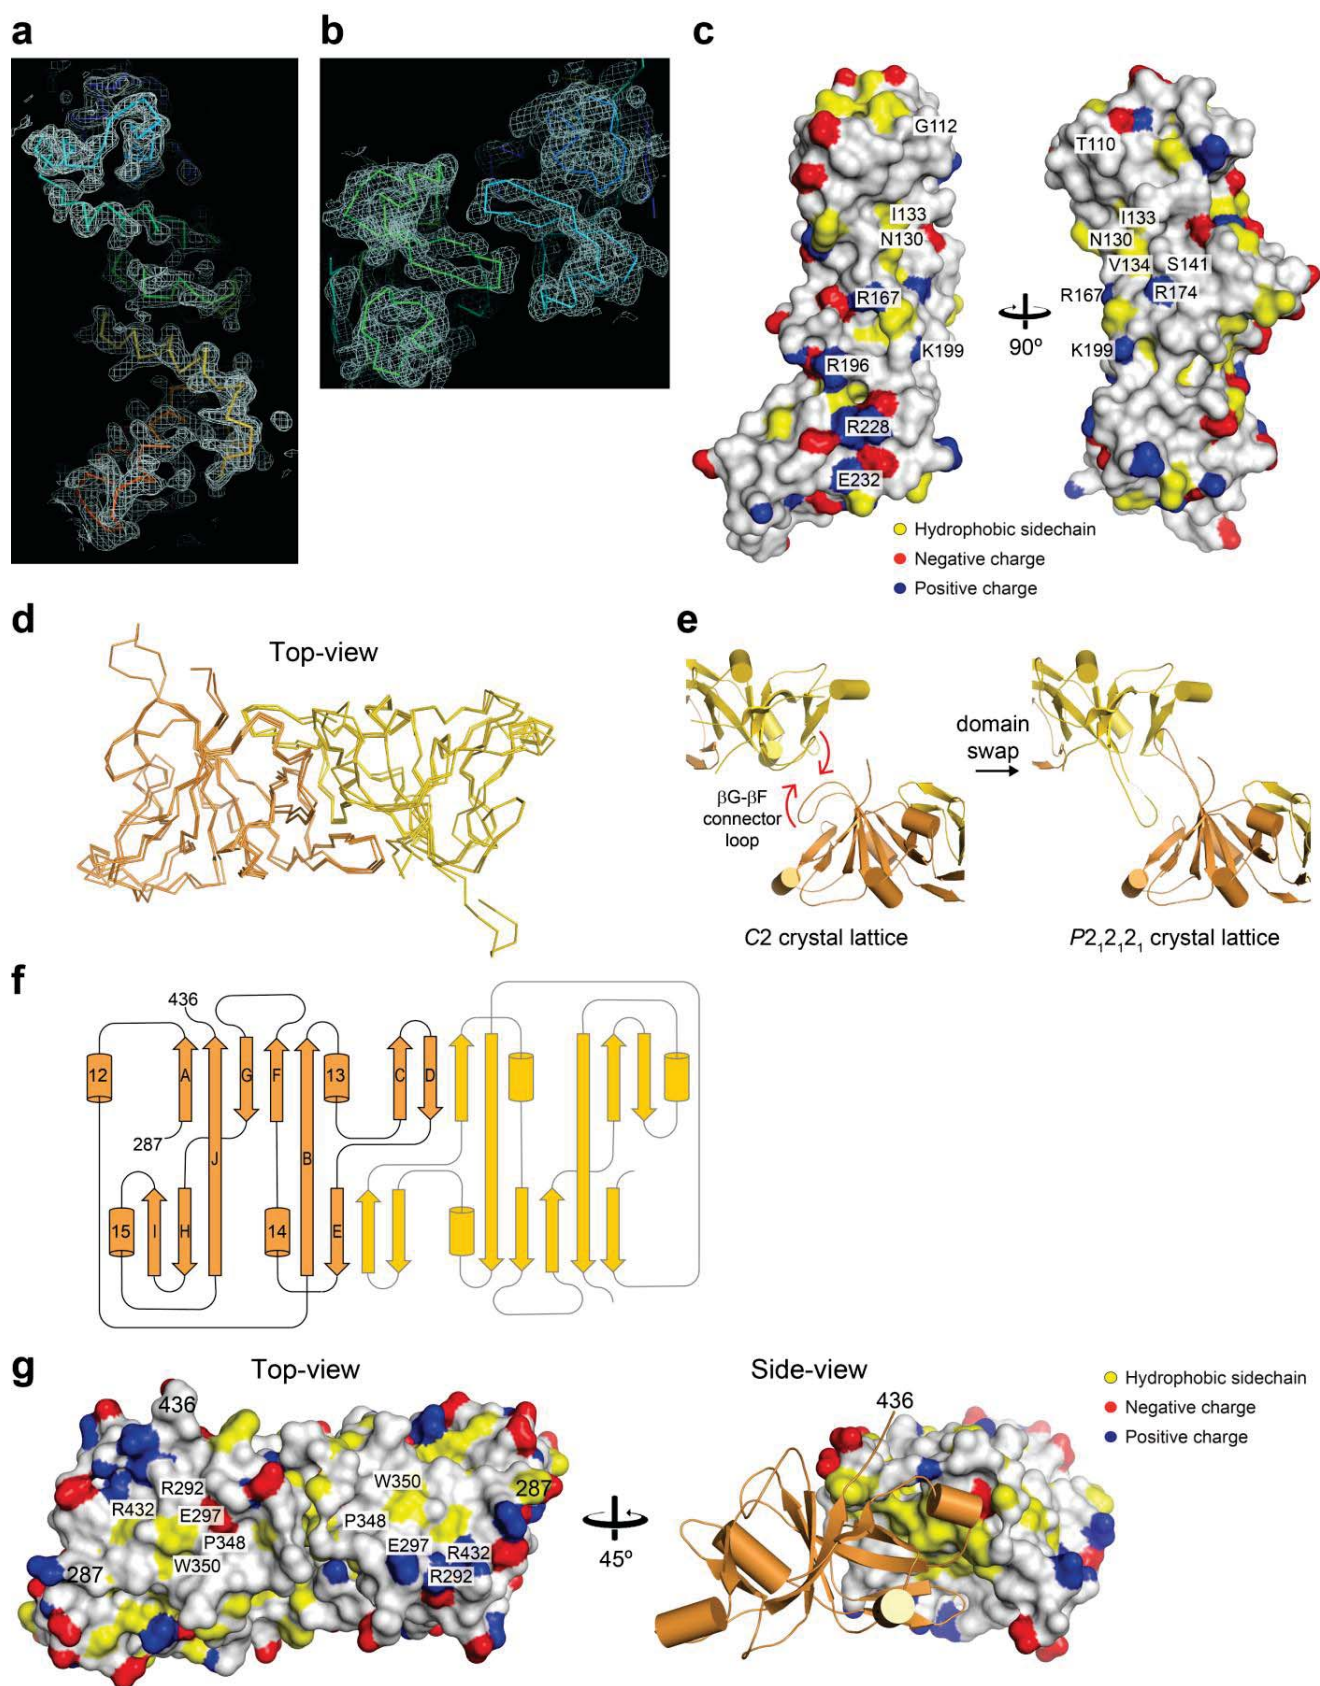 a
b
c
G112
T110
I133
N130
R167
R196
K199
R228
E232
I133
N130
V134 S141
R167
R174
K199
90º
Hydrophobic sidechain
Negative charge
Positive charge
d
Top-view
e
βG-βF
connector
loop
domain
swap
C2 crystal lattice
P2₁2₁2₁ crystal lattice
f
436
12
A
G
F
13
C
D
287
J
B
15
I
H
14
E
g
Top-view
436
R292
R432
E297
P348
W350
287
W350
287
P348
E297
R432
R292
45º
Side-view
436
Hydrophobic sidechain
Negative charge
Positive charge